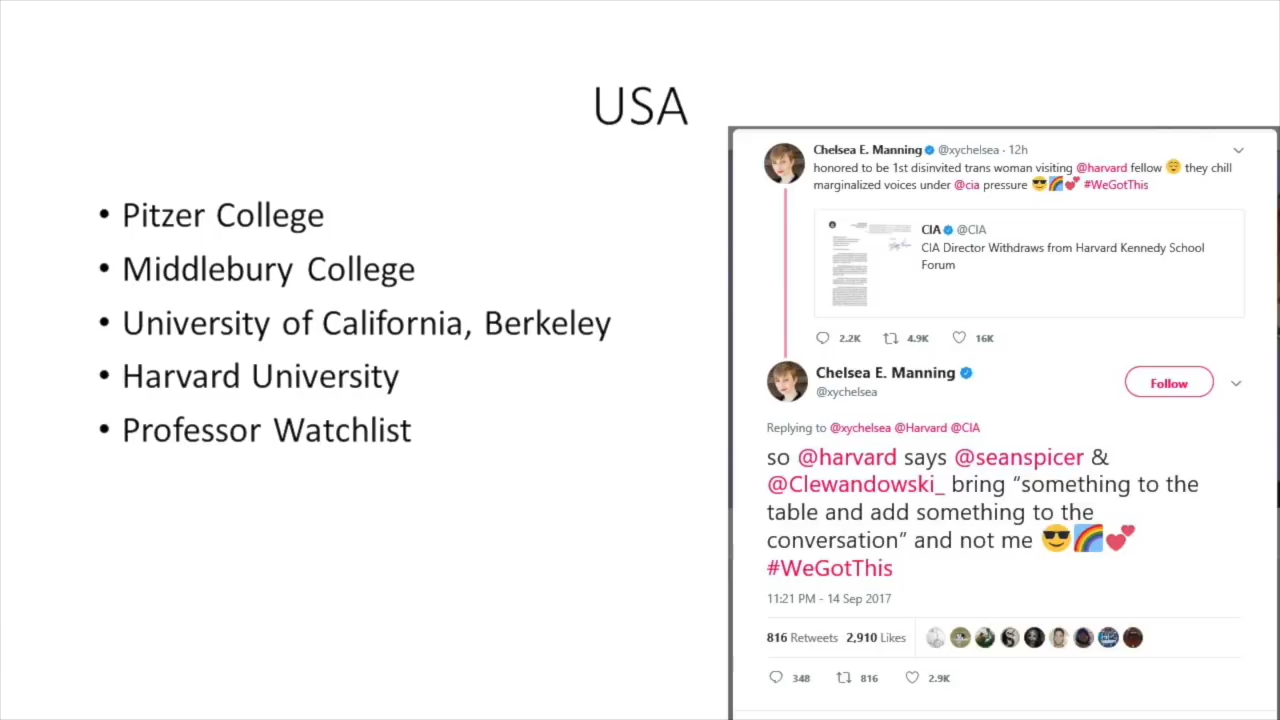 USA
• Pitzer College
• Middlebury College
• University of California, Berkeley
• Harvard University
• Professor Watchlist
Chelsea E. Manning @xychelsea · 12h
honored to be 1st disinvited trans woman visiting @harvard fellow 😌 they chill
marginalized voices under @cia pressure 😎🌈💕 #WeGotThis
CIA @CIA
CIA Director Withdraws from Harvard Kennedy School
Forum
2.2K 4.9K 16K
Chelsea E. Manning
@xychelsea
Follow
Replying to @xychelsea @Harvard @CIA
so @harvard says @seanspicer &
@Clewandowski_ bring “something to the
table and add something to the
conversation” and not me 😎🌈💕
#WeGotThis
11:21 PM - 14 Sep 2017
816 Retweets 2,910 Likes
348 816 2.9K